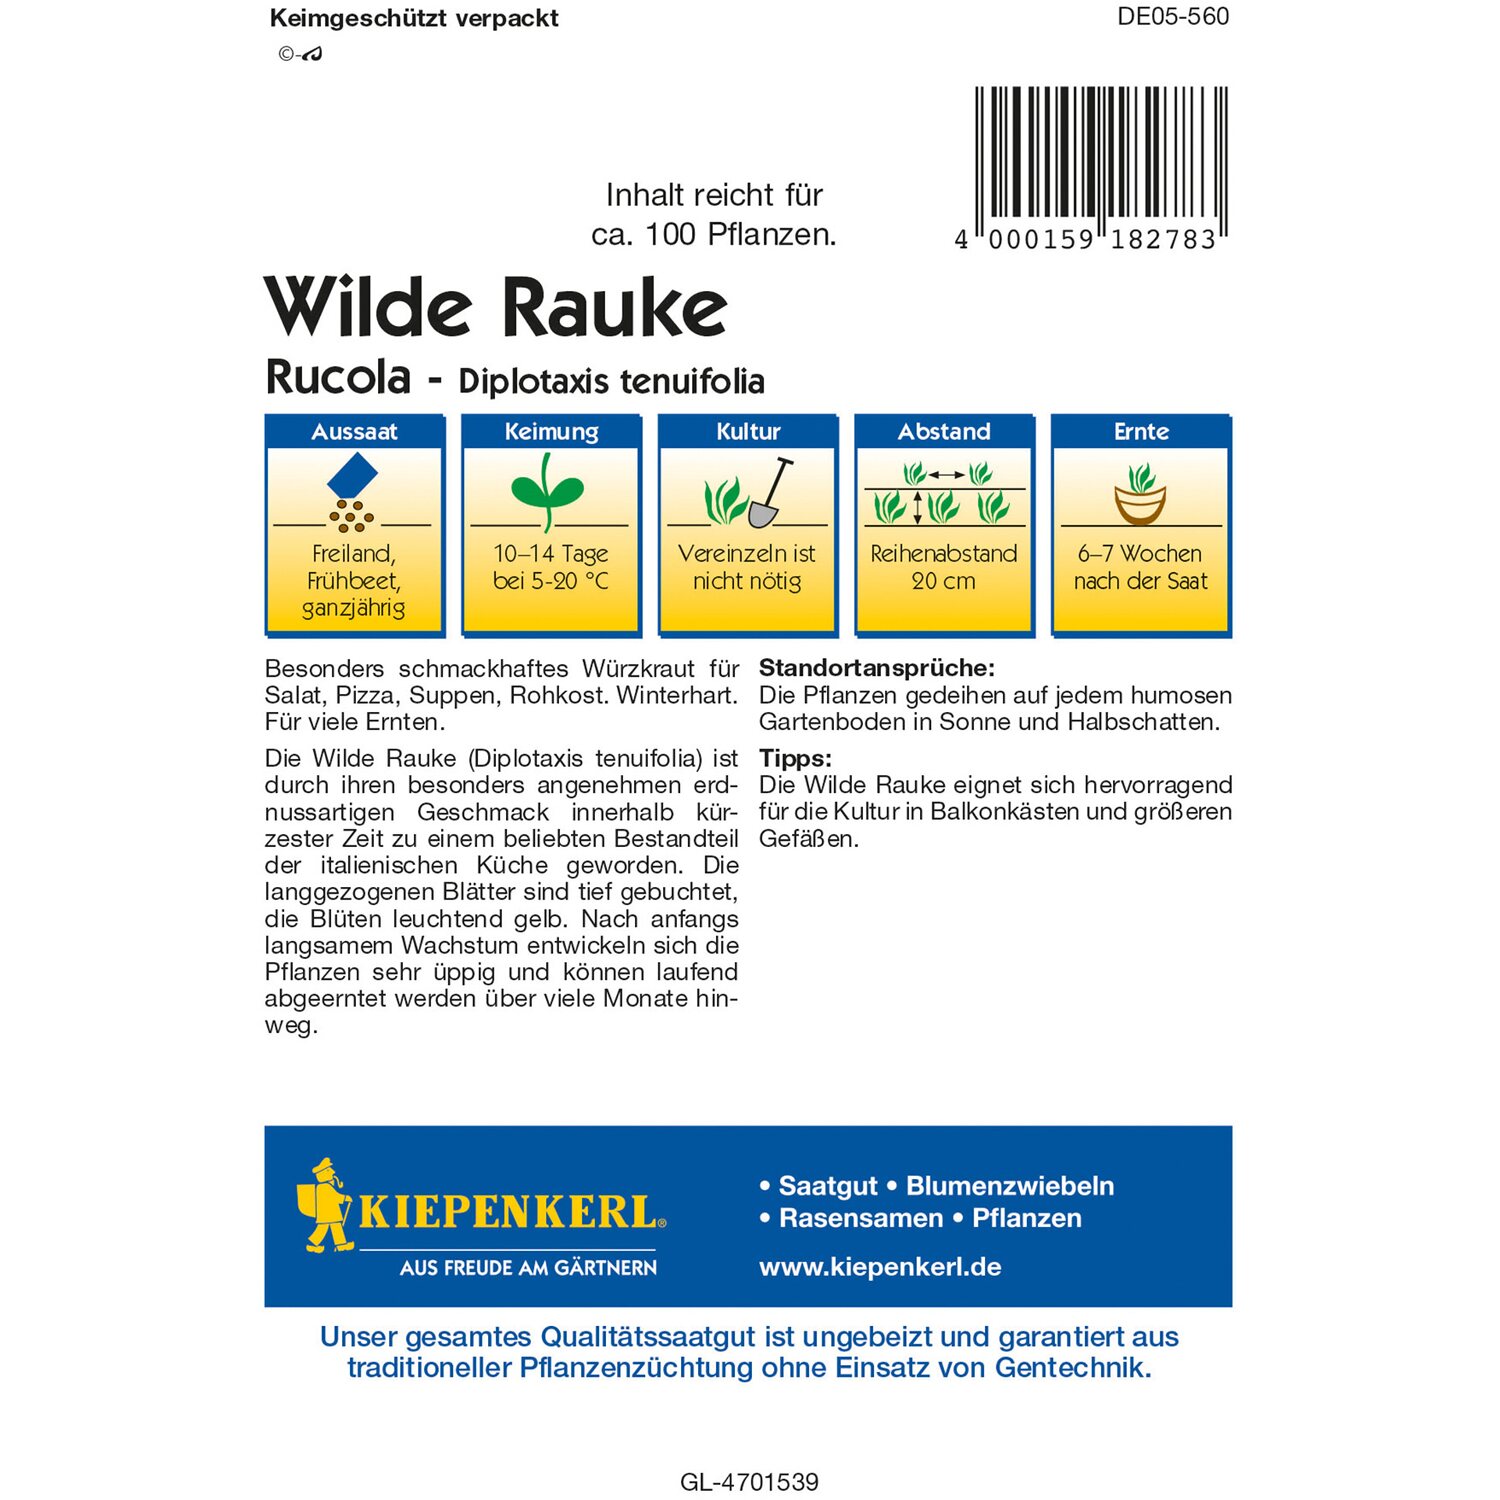 Keimgeschützt verpackt
DE05-560
©-
Inhalt reicht für
ca. 100 Pflanzen.
4 000159 182783
Wilde Rauke
Rucola - Diplotaxis tenuifolia
Aussaat
Freiland,
Frühbeet,
ganzjährig
Keimung
10–14 Tage
bei 5-20 °C
Kultur
Vereinzeln ist
nicht nötig
Abstand
Reihenabstand
20 cm
Ernte
6–7 Wochen
nach der Saat
Besonders schmackhaftes Würzkraut für
Salat, Pizza, Suppen, Rohkost. Winterhart.
Für viele Ernten.
Die Wilde Rauke (Diplotaxis tenuifolia) ist
durch ihren besonders angenehmen erd-
nussartigen Geschmack innerhalb kür-
zester Zeit zu einem beliebten Bestandteil
der italienischen Küche geworden. Die
langgezogenen Blätter sind tief gebuchtet,
die Blüten leuchtend gelb. Nach anfangs
langsamem Wachstum entwickeln sich die
Pflanzen sehr üppig und können laufend
abgeerntet werden über viele Monate hin-
weg.
Standortansprüche:
Die Pflanzen gedeihen auf jedem humosen
Gartenboden in Sonne und Halbschatten.
Tipps:
Die Wilde Rauke eignet sich hervorragend
für die Kultur in Balkonkästen und größeren
Gefäßen.
KIEPENKERL®
AUS FREUDE AM GÄRTNERN
• Saatgut • Blumenzwiebeln
• Rasensamen • Pflanzen
www.kiepenkerl.de
Unser gesamtes Qualitätssaatgut ist ungebeizt und garantiert aus
traditioneller Pflanzenzüchtung ohne Einsatz von Gentechnik.
GL-4701539